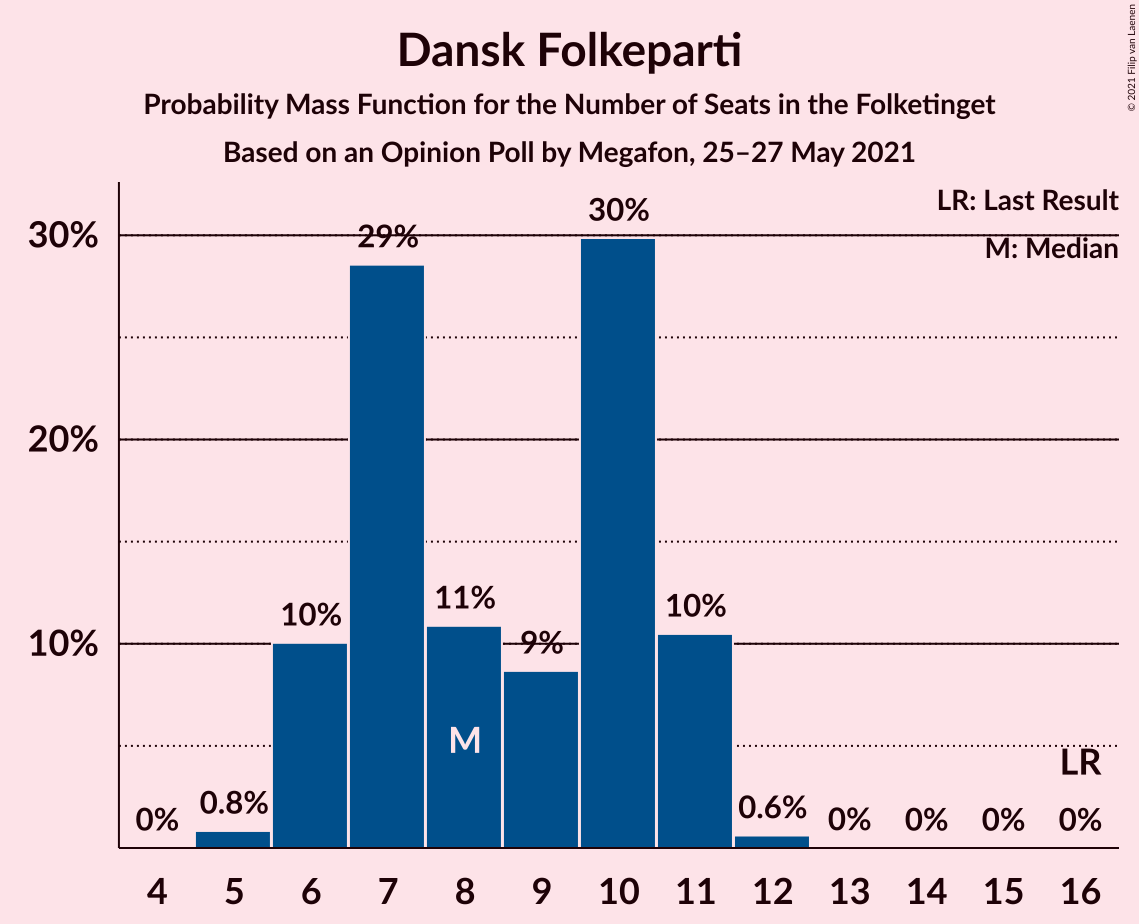 Dansk Folkeparti
Probability Mass Function for the Number of Seats in the Folketinget
Based on an Opinion Poll by Megafon, 25–27 May 2021
© 2021 Filip van Laenen
LR: Last Result
M: Median
30%
20%
10%
0%
0.8%
10%
29%
11%
9%
30%
10%
0.6%
0%
0%
0%
0%
M
LR
4 5 6 7 8 9 10 11 12 13 14 15 16